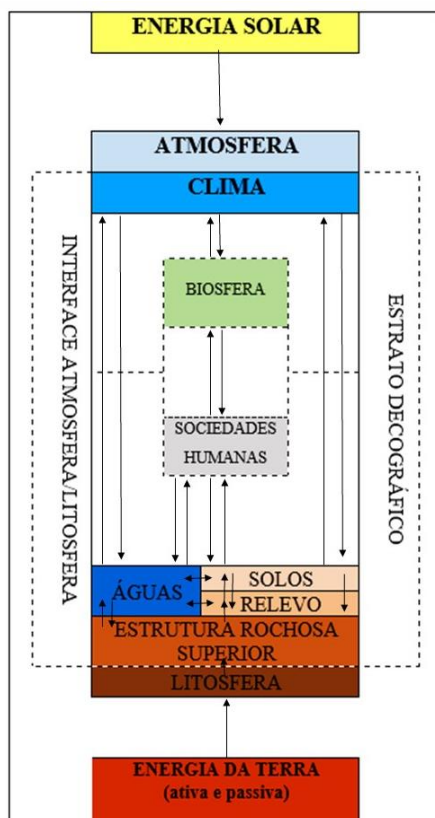 ENERGIA SOLAR
ATMOSFERA
CLIMA
INTERFACE ATMOSFERA/LITOSFERA
ESTRATO DECOGRÁFICO
BIOSFERA
SOCIEDADES
HUMANAS
ÁGUAS
SOLOS
RELEVO
ESTRUTURA ROCHOSA
SUPERIOR
LITOSFERA
ENERGIA DA TERRA
(ativa e passiva)